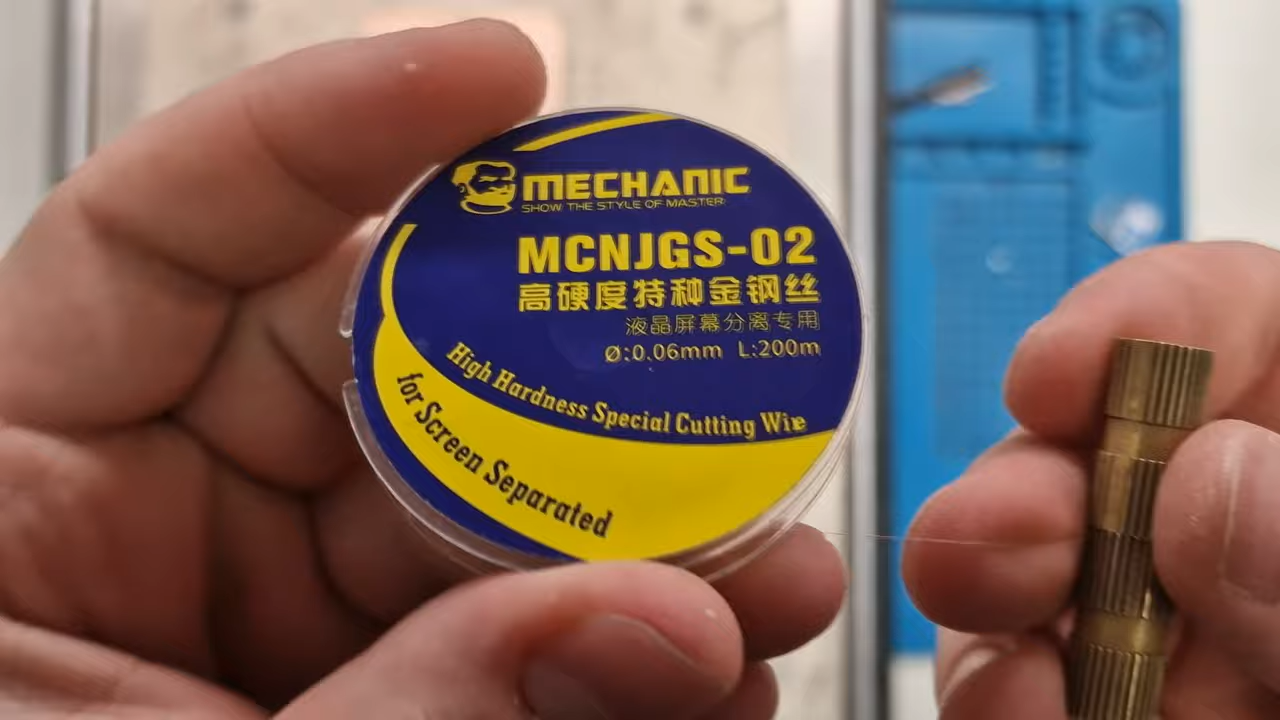 MECHANIC
SHOW THE STYLE OF MASTER
MCNJGS-02
高硬度特种金钢丝
液晶屏幕分离专用
Ø:0.06mm L:200m
High Hardness Special Cutting Wire
for Screen Separated